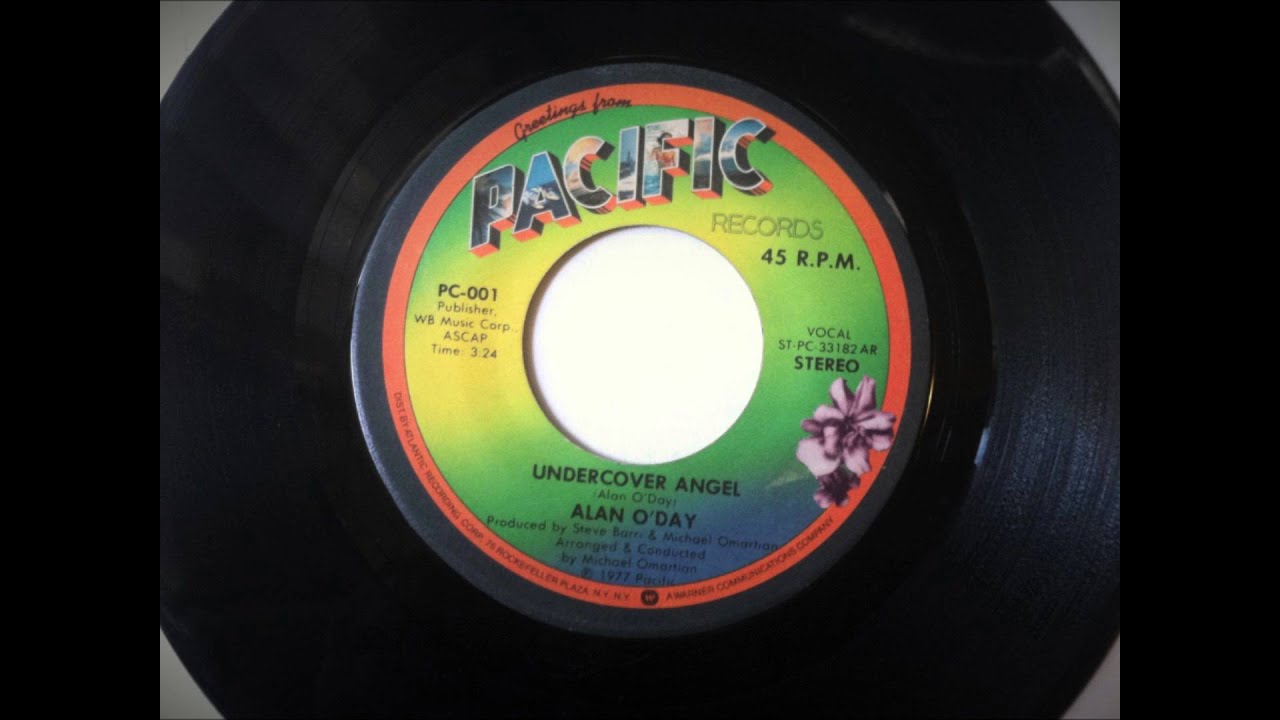 Greetings from
PACIFIC
RECORDS
45 R.P.M.
PC-001
Publisher,
WB Music Corp.,
ASCAP
Time: 3:24
VOCAL
ST-PC-33182 AR
STEREO
UNDERCOVER ANGEL
(Alan O'Day)
ALAN O'DAY
Produced by Steve Barri & Michael Omartian
Arranged & Conducted
by Michael Omartian
℗ 1977 Pacific
DIST. BY ATLANTIC RECORDING CORP. 75 ROCKEFELLER PLAZA, N.Y. N.Y. W A WARNER COMMUNICATIONS COMPANY